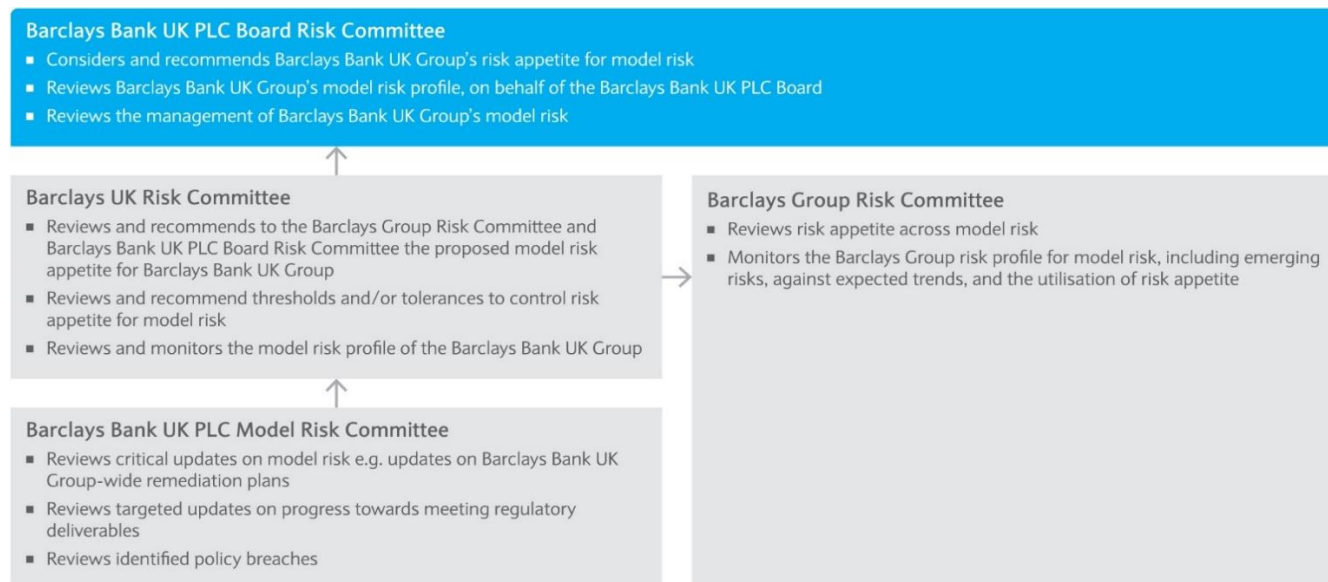 Barclays Bank UK PLC Board Risk Committee
▪ Considers and recommends Barclays Bank UK Group's risk appetite for model risk
▪ Reviews Barclays Bank UK Group's model risk profile, on behalf of the Barclays Bank UK PLC Board
▪ Reviews the management of Barclays Bank UK Group's model risk
Barclays UK Risk Committee
▪ Reviews and recommends to the Barclays Group Risk Committee and
Barclays Bank UK PLC Board Risk Committee the proposed model risk
appetite for Barclays Bank UK Group
▪ Reviews and recommend thresholds and/or tolerances to control risk
appetite for model risk
▪ Reviews and monitors the model risk profile of the Barclays Bank UK Group
Barclays Group Risk Committee
▪ Reviews risk appetite across model risk
▪ Monitors the Barclays Group risk profile for model risk, including emerging
risks, against expected trends, and the utilisation of risk appetite
Barclays Bank UK PLC Model Risk Committee
▪ Reviews critical updates on model risk e.g. updates on Barclays Bank UK
Group-wide remediation plans
▪ Reviews targeted updates on progress towards meeting regulatory
deliverables
▪ Reviews identified policy breaches